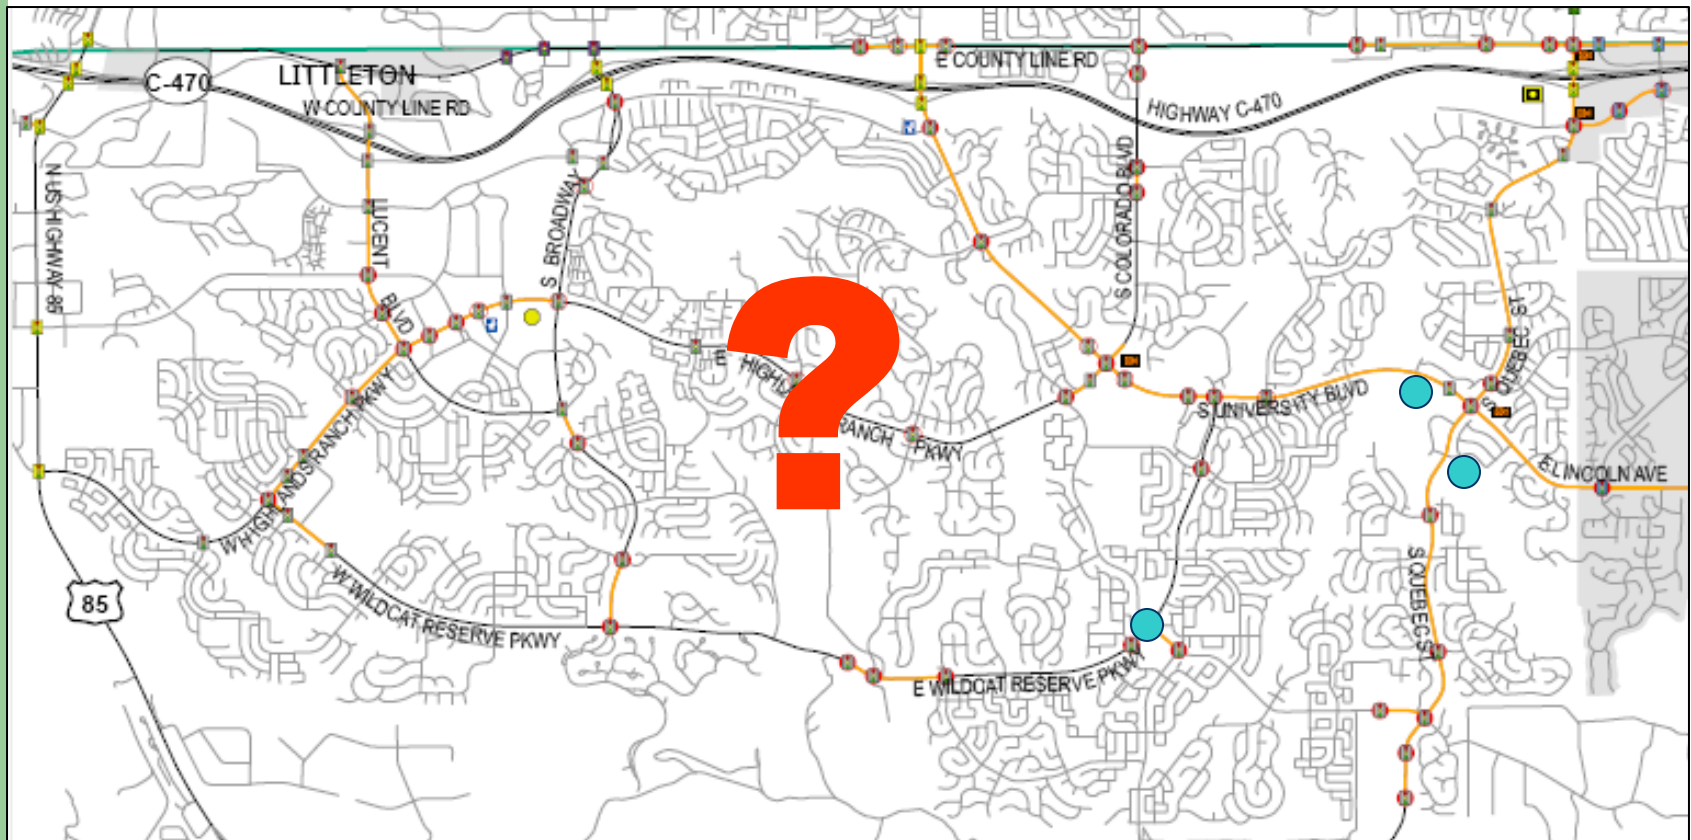 E COUNTY LINE RD
LITTLETON
C-470
W COUNTY LINE RD
HIGHWAY C-470
N US HIGHWAY 85
LUCENT
BLVD
S BROADWAY
S COLORADO BLVD
E
HIGHL
?
RANCH
PKWY
S QUEBEC ST
S UNIVERSITY BLVD
E LINCOLN AVE
W HIGHLANDS RANCH PKWY
85
W WILDCAT RESERVE PKWY
E WILDCAT RESERVE PKWY
S QUEBEC ST